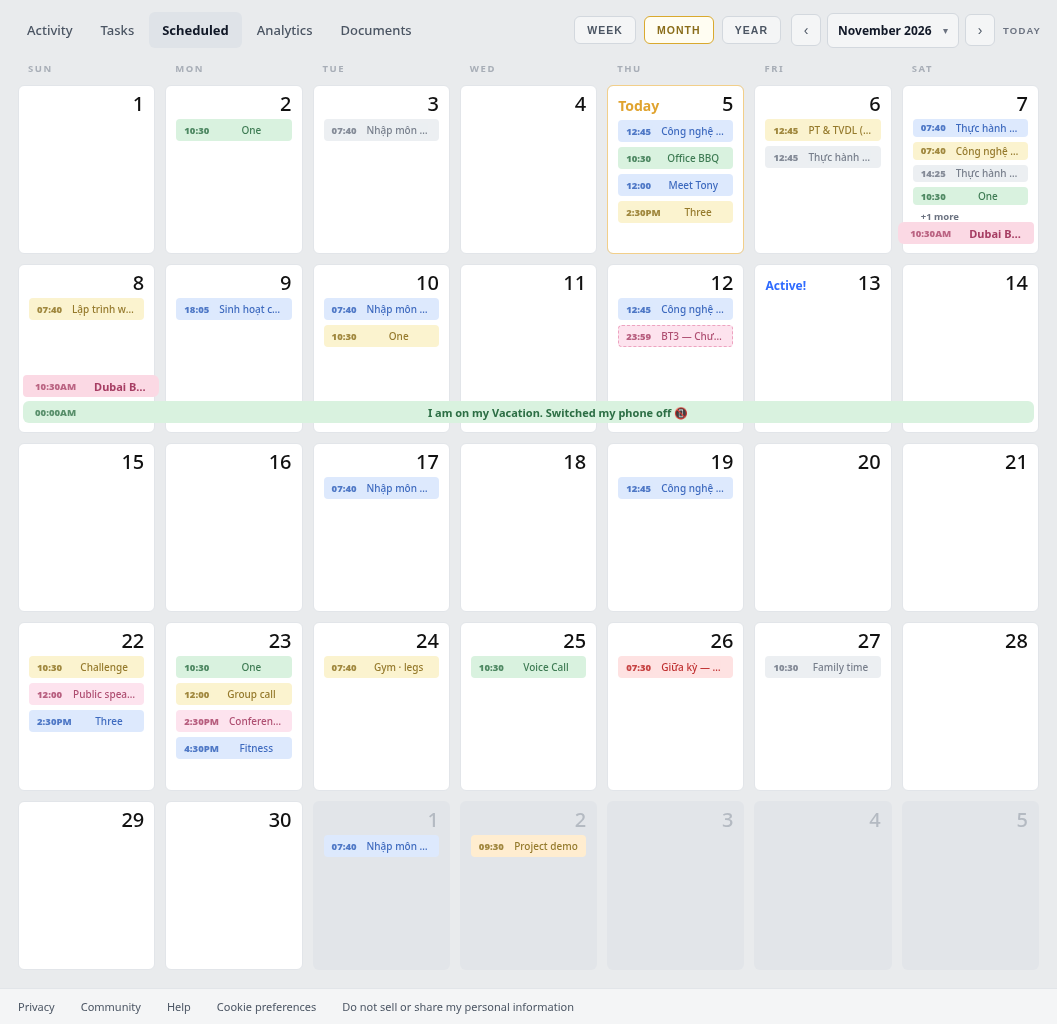 Activity Tasks Scheduled Analytics Documents WEEK MONTH YEAR ‹ November 2026 ▾ › TODAY
SUN MON TUE WED THU FRI SAT
1 2 3 4 Today 5 6 7
10:30 One
07:40 Nhập môn ...
12:45 Công nghệ ...
10:30 Office BBQ
12:00 Meet Tony
2:30PM Three
12:45 PT & TVDL (...
12:45 Thực hành ...
07:40 Thực hành ...
07:40 Công nghệ ...
14:25 Thực hành ...
10:30 One
+1 more
10:30AM Dubai B...
8 9 10 11 12 Active! 13 14
07:40 Lập trình w...
18:05 Sinh hoạt c...
07:40 Nhập môn ...
10:30 One
12:45 Công nghệ ...
23:59 BT3 — Chư...
10:30AM Dubai B...
00:00AM I am on my Vacation. Switched my phone off 📵
15 16 17 18 19 20 21
07:40 Nhập môn ...
12:45 Công nghệ ...
22 23 24 25 26 27 28
10:30 Challenge
12:00 Public spea...
2:30PM Three
10:30 One
12:00 Group call
2:30PM Conferen...
4:30PM Fitness
07:40 Gym · legs
10:30 Voice Call
07:30 Giữa kỳ — ...
10:30 Family time
29 30 1 2 3 4 5
07:40 Nhập môn ...
09:30 Project demo
Privacy Community Help Cookie preferences Do not sell or share my personal information